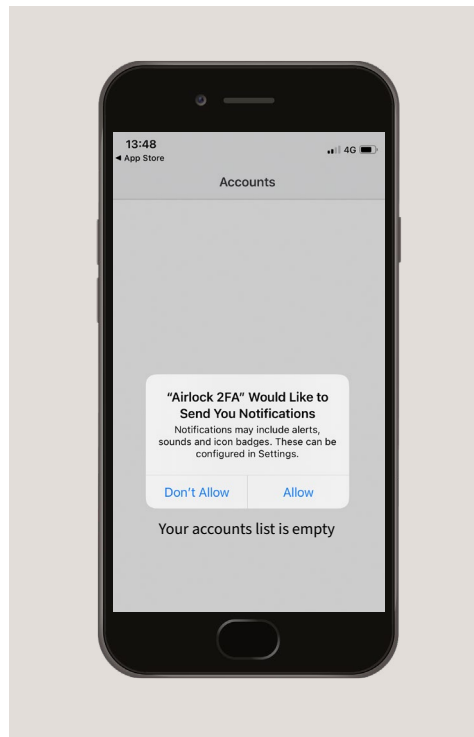 13:48
4G
◀ App Store
Accounts
“Airlock 2FA” Would Like to
Send You Notifications
Notifications may include alerts,
sounds and icon badges. These can be
configured in Settings.
Don’t Allow Allow
Your accounts list is empty